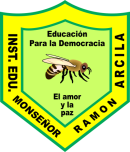 Educación
Para la Democracia
El amor
y la
paz
INST. EDU. MONSEÑOR RAMON ARCILA